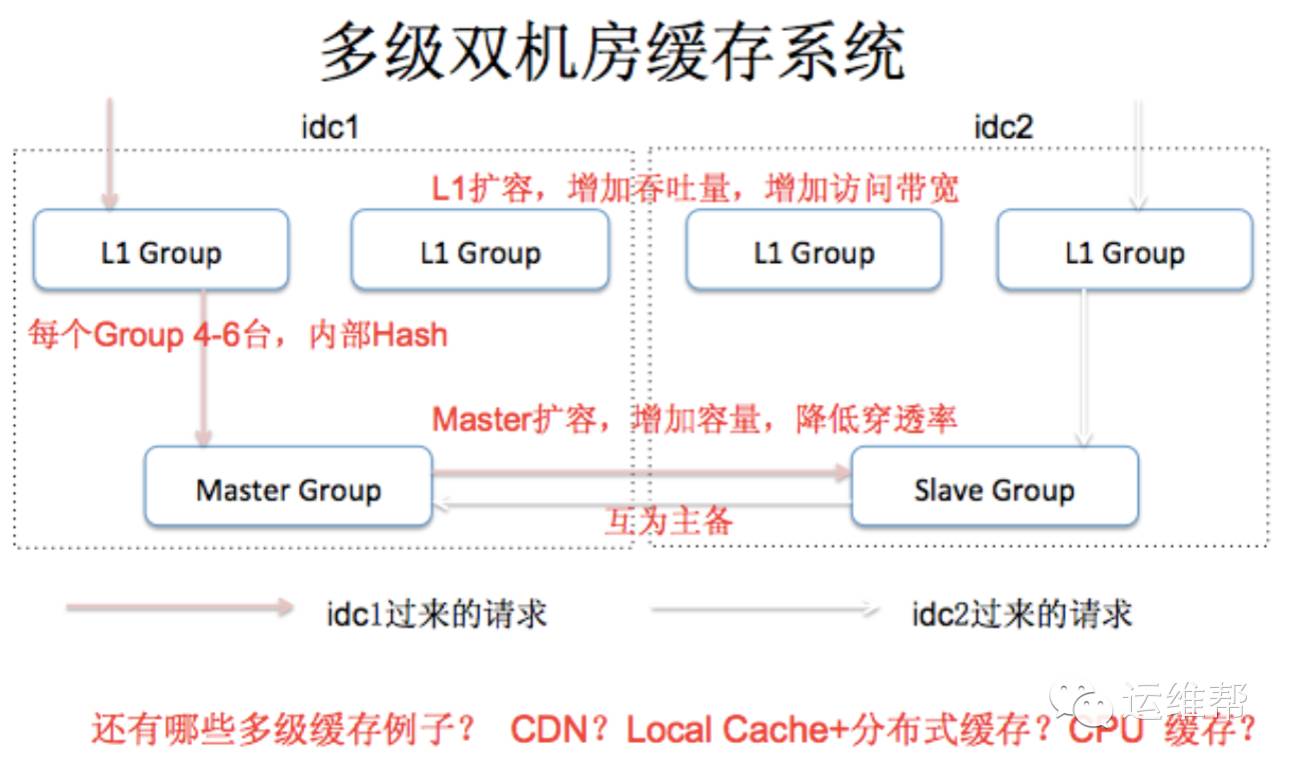 多级双机房缓存系统
idc1
idc2
L1扩容，增加吞吐量，增加访问带宽
L1 Group
L1 Group
L1 Group
L1 Group
每个Group 4-6台，内部Hash
Master扩容，增加容量，降低穿透率
Master Group
Slave Group
互为主备
idc1过来的请求
idc2过来的请求
运维帮
还有哪些多级缓存例子？ CDN？Local Cache+分布式缓存？CPU 缓存？